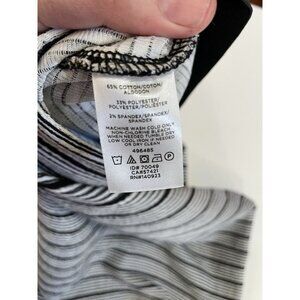 65% COTTON/COTON/
ALGODON
33% POLYESTER/
POLYESTER/POLIESTER
2% SPANDEX/SPANDEX/
SPANDEX
MACHINE WASH COLD ONLY
NON-CHLORINE BLEACH
WHEN NEEDED TUMBLE DRY
LOW COOL IRON IF NEEDED
OR DRY CLEAN
496485
ID# 70049
CA#57421
RN#140923